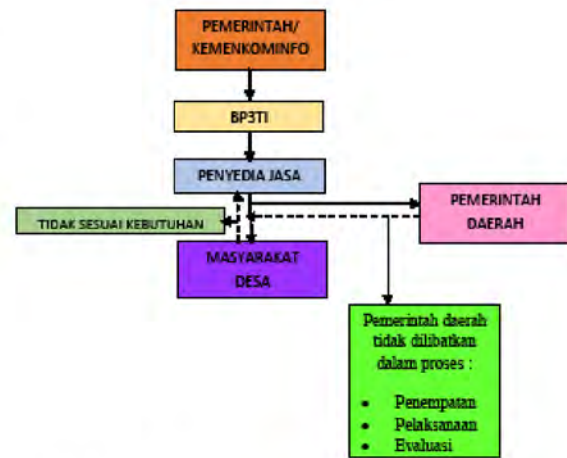 PEMERINTAH/
KEMENKOMINFO
BP3TI
PENYEDIA JASA
PEMERINTAH
DAERAH
TIDAK SESUAI KEBUTUHAN
MASYARAKAT
DESA
Pemerintah daerah
tidak dilibatkan
dalam proses :
• Penempatan
• Pelaksanaan
• Evaluasi